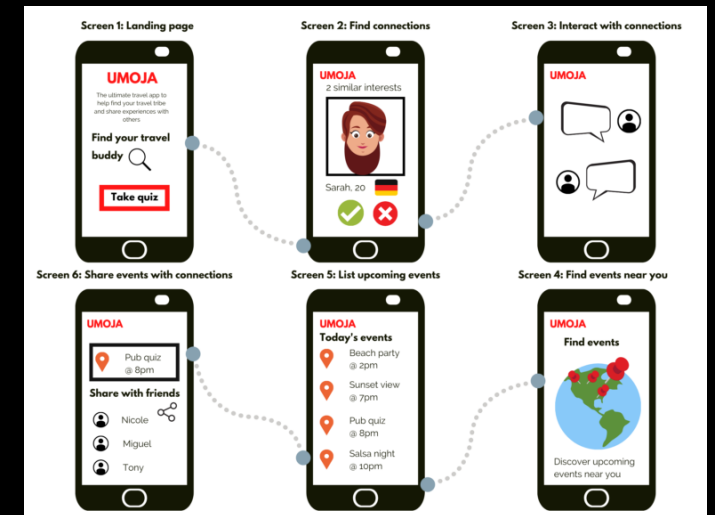 Screen 1: Landing page
UMOJA
The ultimate travel app to
help find your travel tribe
and share experiences with
others
Find your travel
buddy
Take quiz
Screen 2: Find connections
UMOJA
2 similar interests
Sarah, 20
Screen 3: Interact with connections
UMOJA
Screen 6: Share events with connections
UMOJA
Pub quiz
@ 8pm
Share with friends
Nicole
Miguel
Tony
Screen 5: List upcoming events
UMOJA
Today's events
Beach party
@ 2pm
Sunset view
@ 7pm
Pub quiz
@ 8pm
Salsa night
@ 10pm
Screen 4: Find events near you
UMOJA
Find events
Discover upcoming
events near you